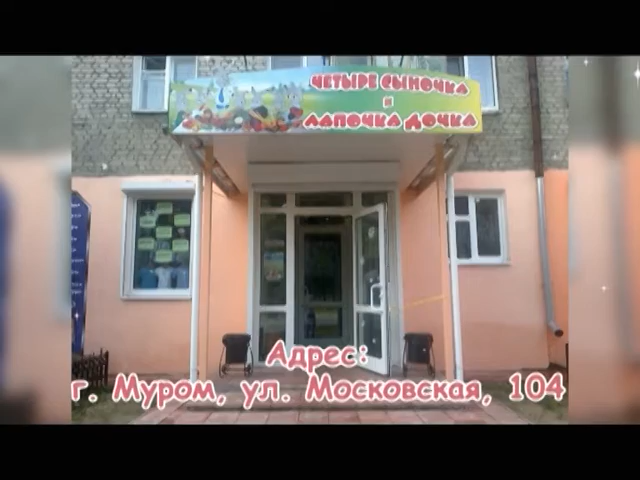 ЧЕТЫРЕ СЫНОЧКА
и
ЛАПОЧКА ДОЧКА
Адрес:
г. Муром, ул. Московская, 104